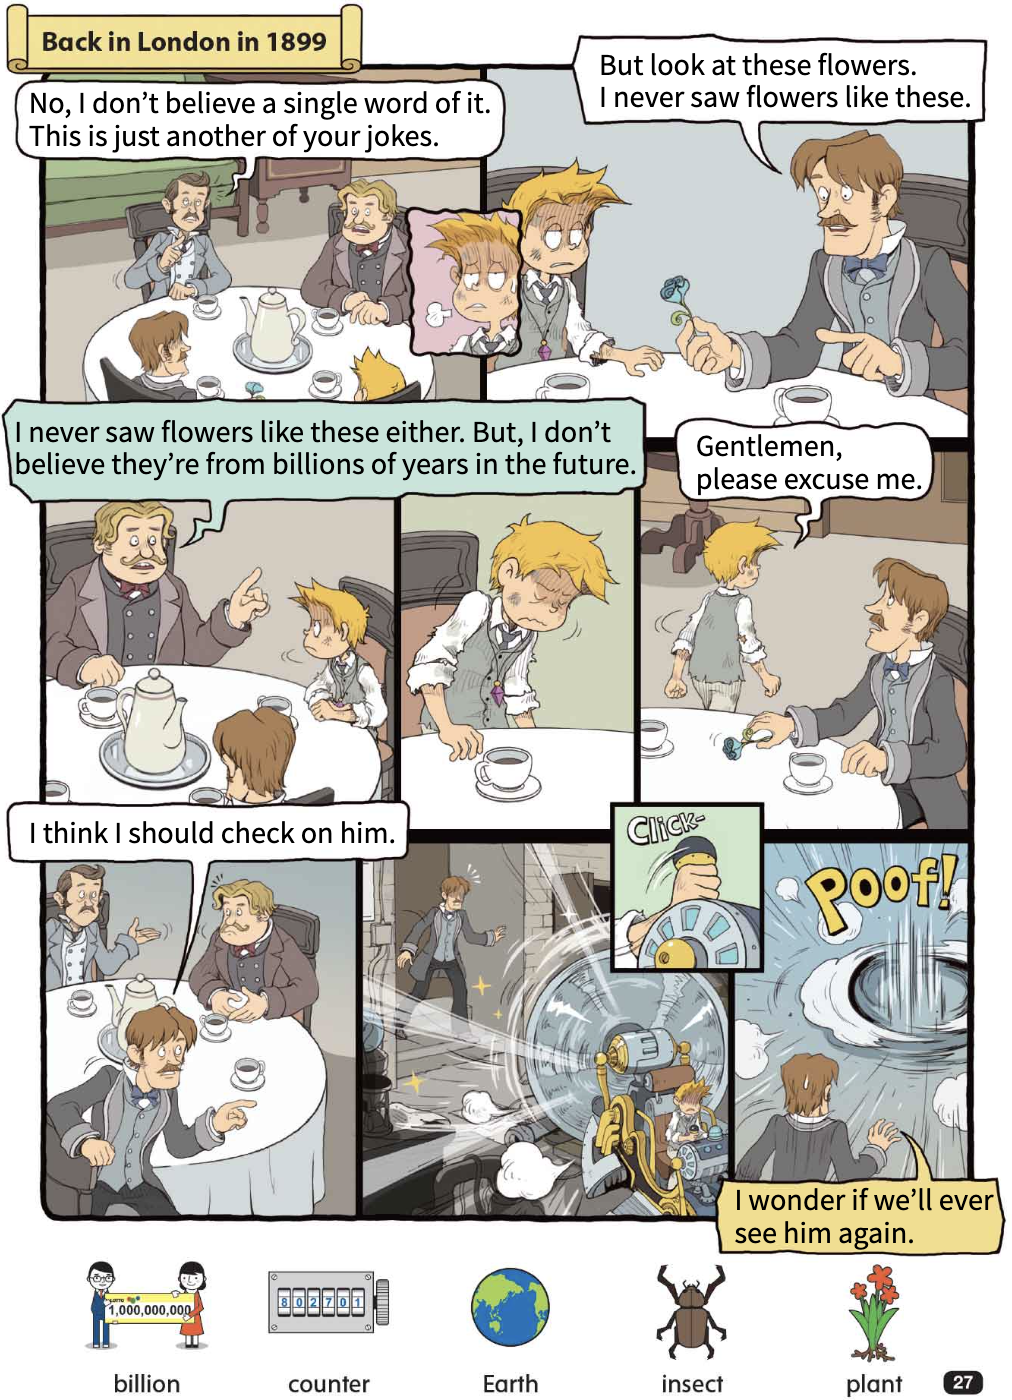 Back in London in 1899
No, I don't believe a single word of it.
This is just another of your jokes.
But look at these flowers.
I never saw flowers like these.
I never saw flowers like these either. But, I don't
believe they're from billions of years in the future.
Gentlemen,
please excuse me.
I think I should check on him.
Click-
Poof!
I wonder if we'll ever
see him again.
1,000,000,000
802701
billion
counter
Earth
insect
plant
27